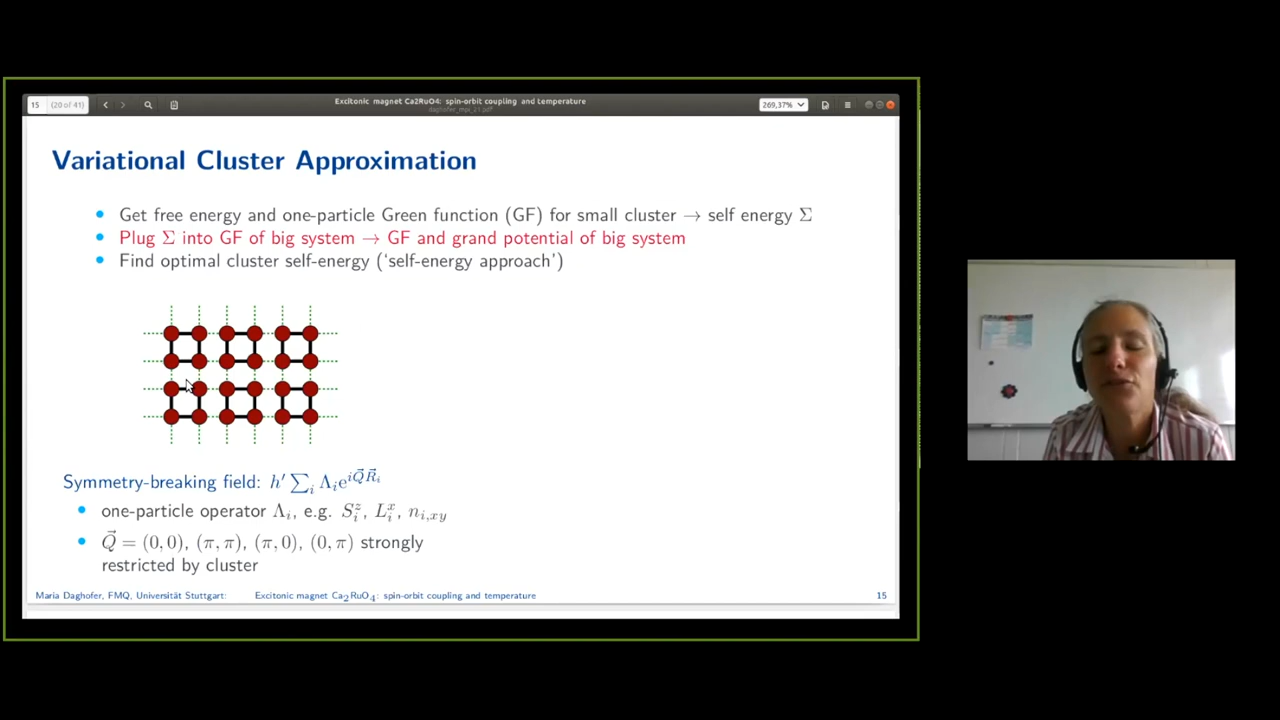 15 (20 of 41)
Excitonic magnet Ca2RuO4: spin-orbit coupling and temperature
daghofer_mpi_21.pdf
269,37%
Variational Cluster Approximation
• Get free energy and one-particle Green function (GF) for small cluster → self energy Σ
• Plug Σ into GF of big system → GF and grand potential of big system
• Find optimal cluster self-energy (‘self-energy approach’)
Symmetry-breaking field: h′ ∑ᵢ Λᵢe^{iQ⃗R⃗ᵢ}
• one-particle operator Λᵢ, e.g. Sᵢᶻ, Lᵢˣ, n_{i,xy}
• Q⃗ = (0, 0), (π, π), (π, 0), (0, π) strongly
restricted by cluster
Maria Daghofer, FMQ, Universität Stuttgart: Excitonic magnet Ca₂RuO₄: spin-orbit coupling and temperature 15